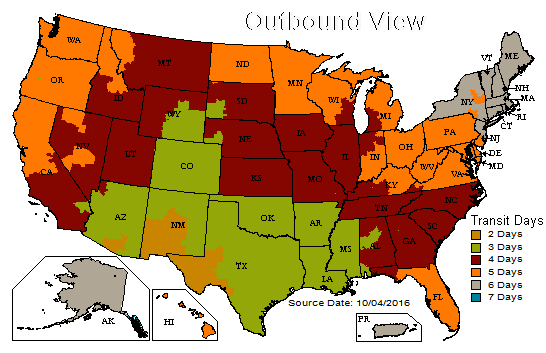 Outbound View
WA
MT
ND
MN
VT
ME
OR
ID
SD
WI
MI
NY
NH
MA
RI
CT
WY
NE
IA
PA
NJ
NV
UT
CO
KS
MO
IL
IN
OH
WV
DE
MD
VA
CA
KY
AZ
NM
OK
AR
TN
NC
SC
TX
LA
MS
AL
GA
FL
AK
HI
PR
Transit Days
2 Days
3 Days
4 Days
5 Days
6 Days
7 Days
Source Date: 10/04/2016